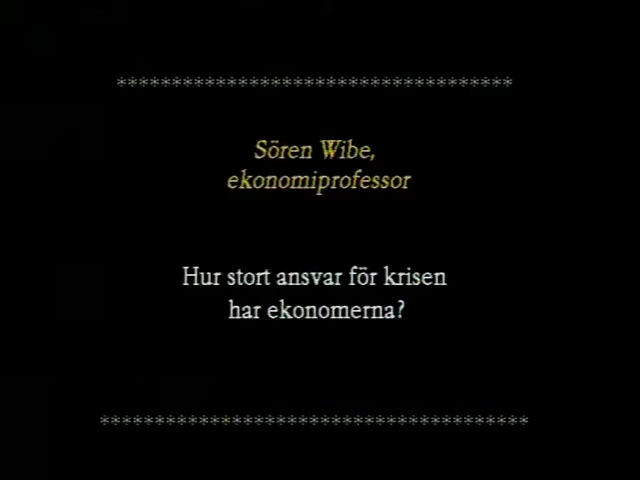 ************************************
Sören Wibe,
ekonomiprofessor
Hur stort ansvar för krisen
har ekonomerna?
***************************************